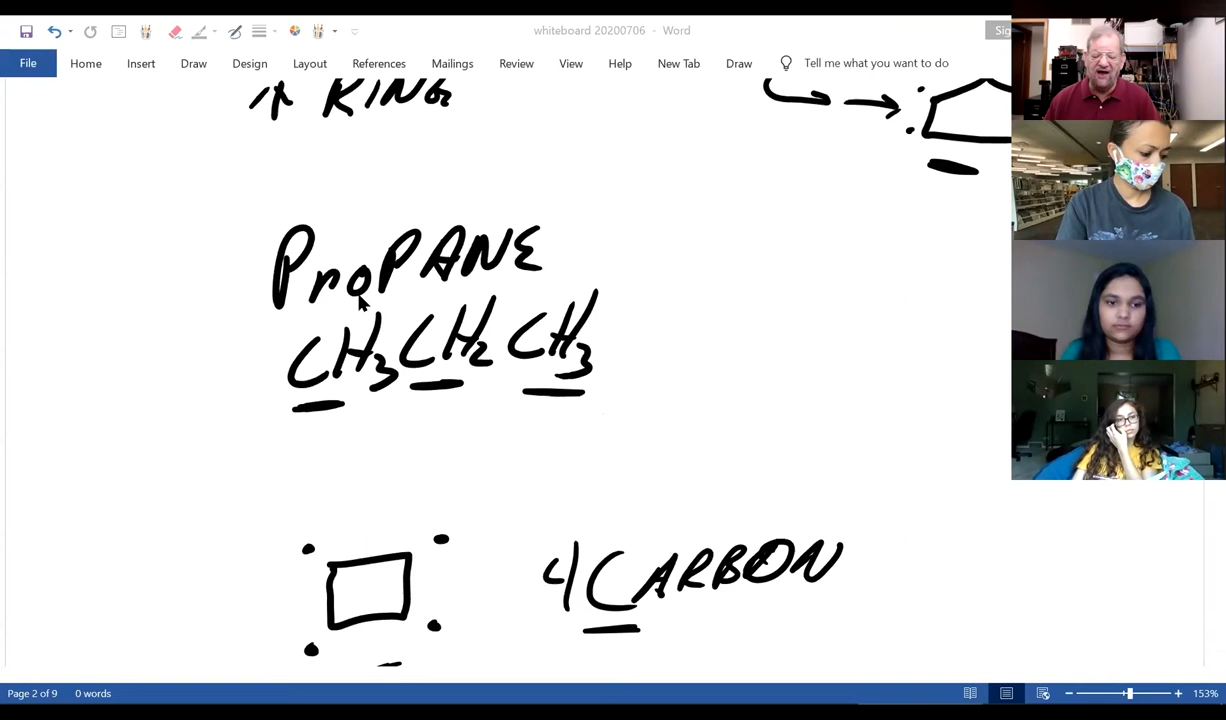 whiteboard 20200706 - Word
File Home Insert Draw Design Layout References Mailings Review View Help New Tab Draw Tell me what you want to do
KING
ProPANE
CH3CH2CH3
4 CARBON
Page 2 of 9 0 words
153%